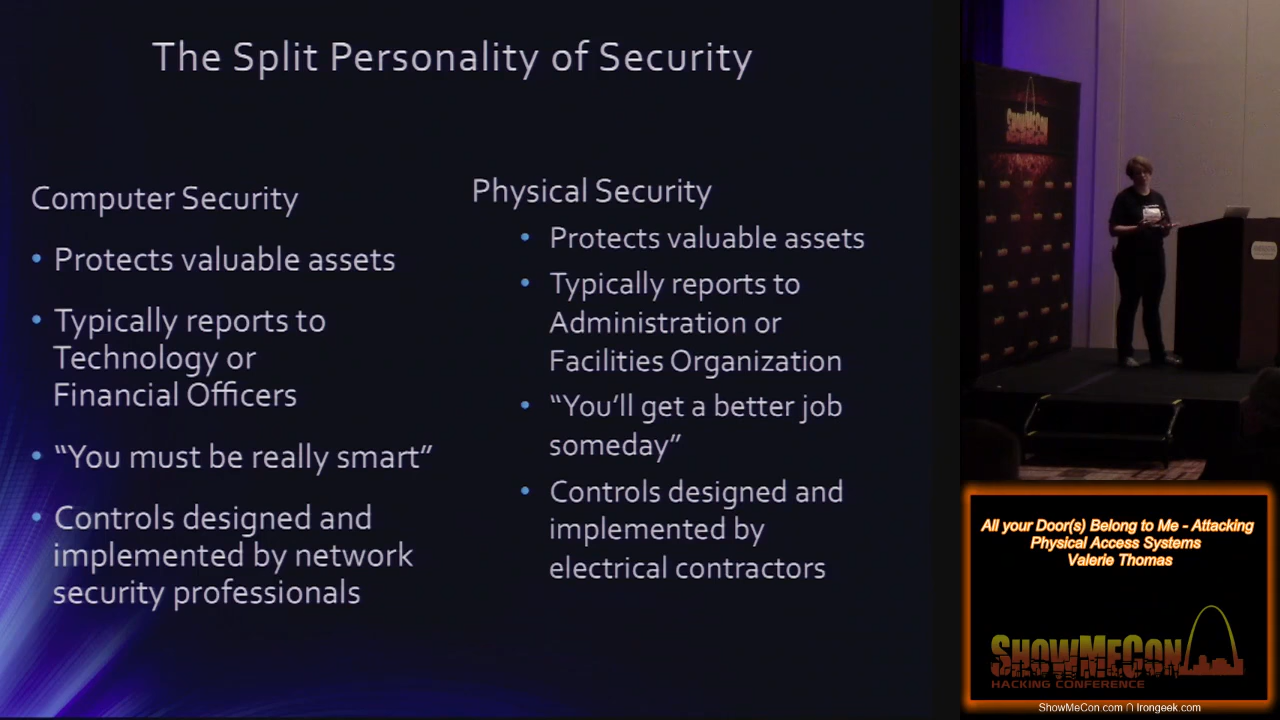 The Split Personality of Security
Computer Security
• Protects valuable assets
• Typically reports to
Technology or
Financial Officers
• “You must be really smart”
• Controls designed and
implemented by network
security professionals
Physical Security
• Protects valuable assets
• Typically reports to
Administration or
Facilities Organization
• “You’ll get a better job
someday”
• Controls designed and
implemented by
electrical contractors
SHOWMECON
All your Door(s) Belong to Me - Attacking
Physical Access Systems
Valerie Thomas
SHOWMECON
HACKING CONFERENCE
ShowMeCon.com ∩ Irongeek.com